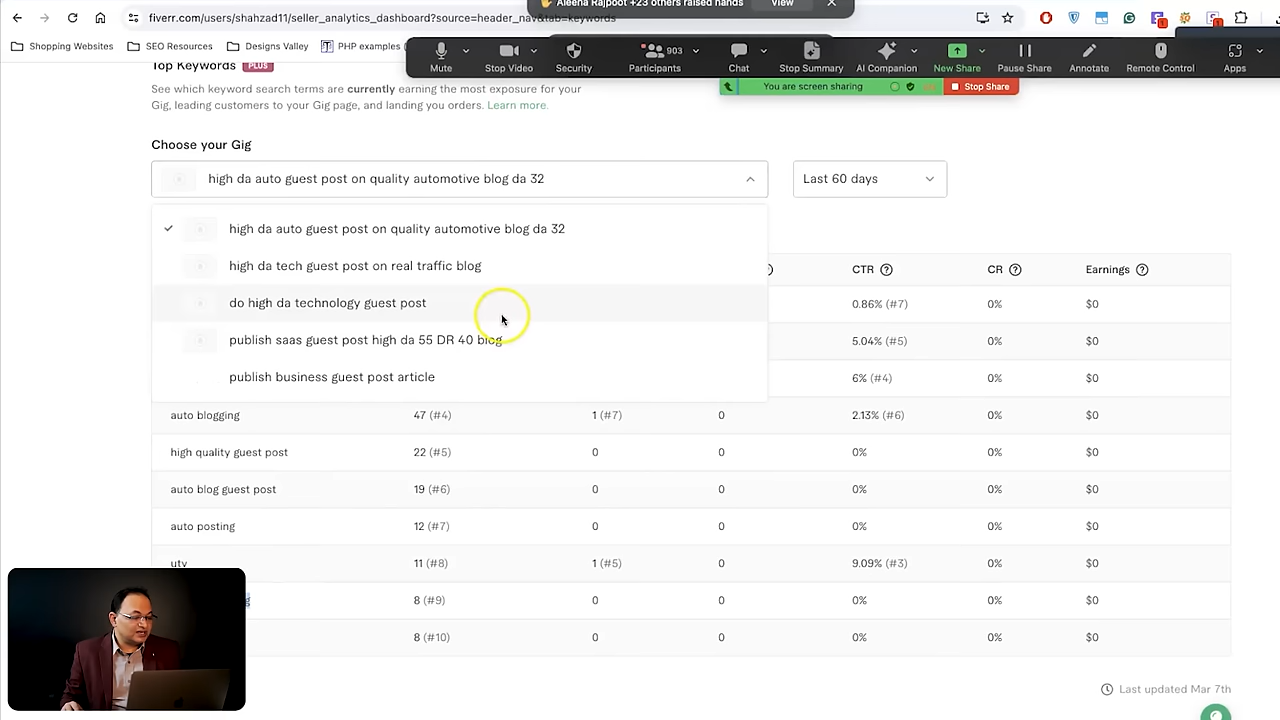 Aleena Rajpoot +23 others raised hands View
fiverr.com/users/shahzad11/seller_analytics_dashboard?source=header_nav&tab=keywords
Shopping Websites SEO Resources Designs Valley PHP examples
Mute Stop Video Security Participants 903 Chat Stop Summary AI Companion New Share Pause Share Annotate Remote Control Apps
You are screen sharing Stop Share
Top Keywords PLUS
See which keyword search terms are currently earning the most exposure for your
Gig, leading customers to your Gig page, and landing you orders. Learn more.
Choose your Gig
high da auto guest post on quality automotive blog da 32 Last 60 days
high da auto guest post on quality automotive blog da 32
high da tech guest post on real traffic blog
do high da technology guest post
publish saas guest post high da 55 DR 40 blog
publish business guest post article
CTR CR Earnings
0.86% (#7) 0% $0
5.04% (#5) 0% $0
6% (#4) 0% $0
auto blogging 47 (#4) 1 (#7) 0 2.13% (#6) 0% $0
high quality guest post 22 (#5) 0 0 0% 0% $0
auto blog guest post 19 (#6) 0 0 0% 0% $0
auto posting 12 (#7) 0 0 0% 0% $0
utv 11 (#8) 1 (#5) 0 9.09% (#3) 0% $0
8 (#9) 0 0 0% 0% $0
8 (#10) 0 0 0% 0% $0
Last updated Mar 7th